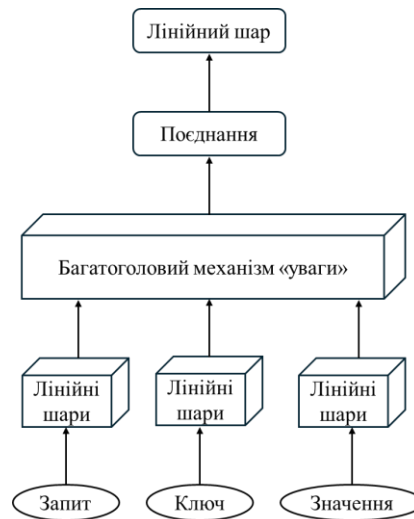 Лінійний шар
Поєднання
Багатоголовий механізм «уваги»
Лінійні
шари
Лінійні
шари
Лінійні
шари
Запит
Ключ
Значення